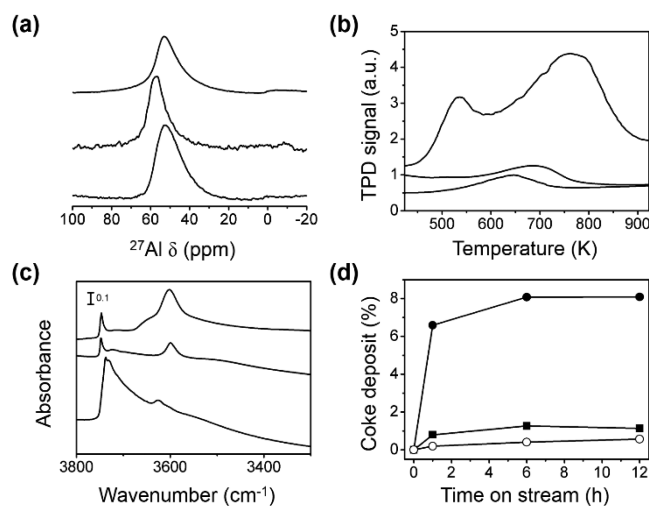 (a)
100 80 60 40 20 0 -20
²⁷Al δ (ppm)
(b)
TPD signal (a.u.)
5
4
3
2
1
0
500 600 700 800 900
Temperature (K)
(c)
0.1
Absorbance
3800 3600 3400
Wavenumber (cm⁻¹)
(d)
Coke deposit (%)
8
6
4
2
0
0 2 4 6 8 10 12
Time on stream (h)